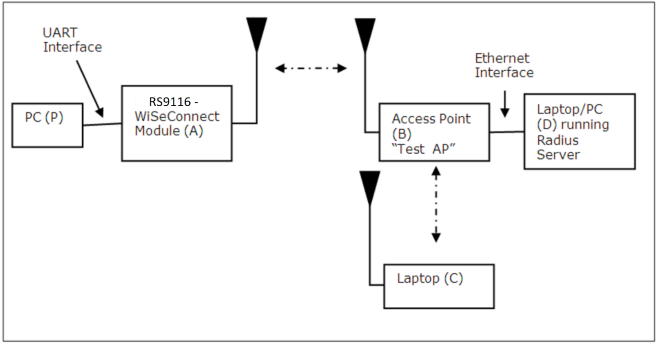 UART
Interface
PC (P)
RS9116 -
WiSeConnect
Module (A)
Access Point
(B)
“Test AP”
Ethernet
Interface
Laptop/PC
(D) running
Radius
Server
Laptop (C)